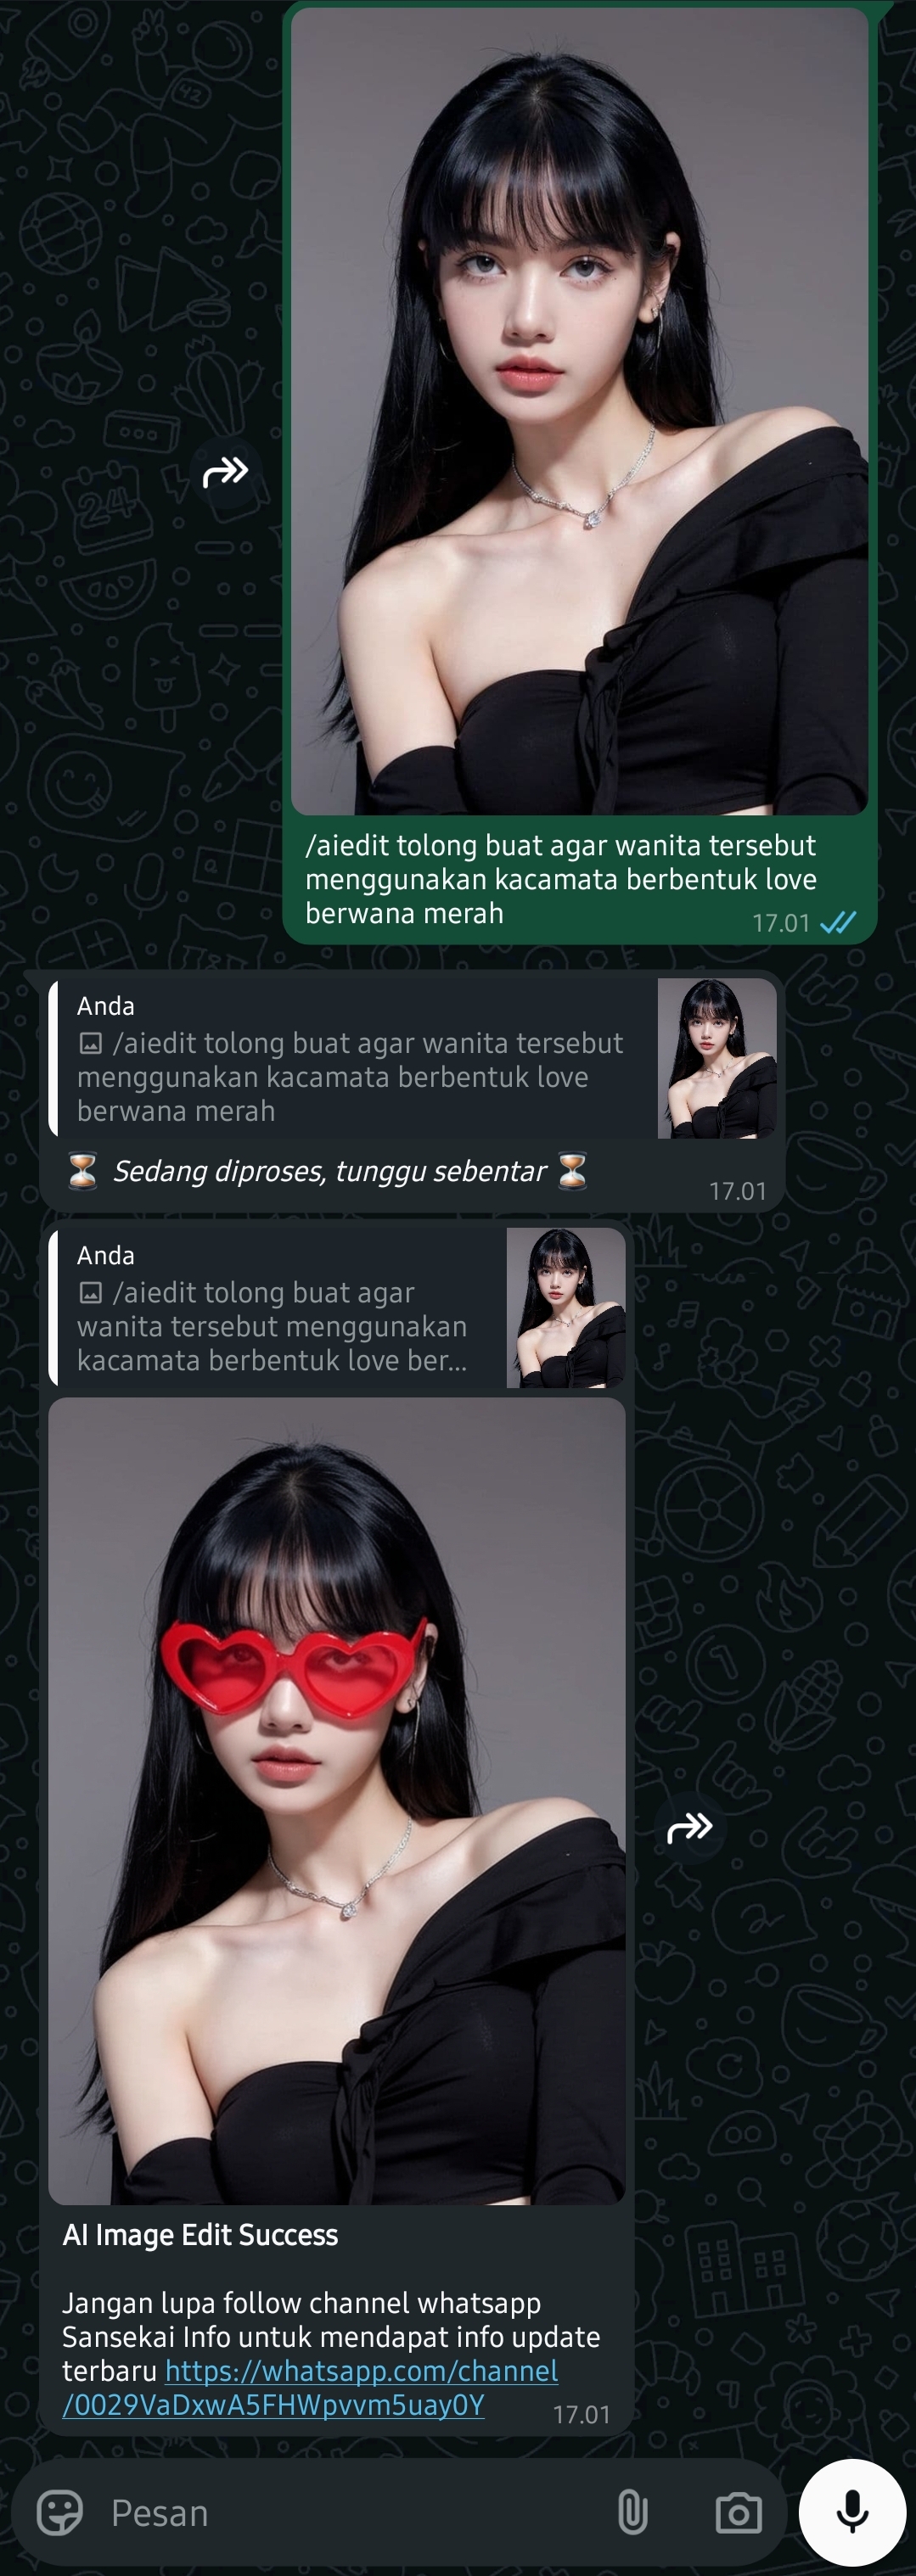 /aiedit tolong buat agar wanita tersebut
menggunakan kacamata berbentuk love
berwana merah
17.01
Anda
/aiedit tolong buat agar wanita tersebut
menggunakan kacamata berbentuk love
berwana merah
⏳ Sedang diproses, tunggu sebentar ⏳
17.01
Anda
/aiedit tolong buat agar
wanita tersebut menggunakan
kacamata berbentuk love ber...
AI Image Edit Success
Jangan lupa follow channel whatsapp
Sansekai Info untuk mendapat info update
terbaru https://whatsapp.com/channel
/0029VaDxwA5FHWpvvm5uay0Y
17.01
Pesan